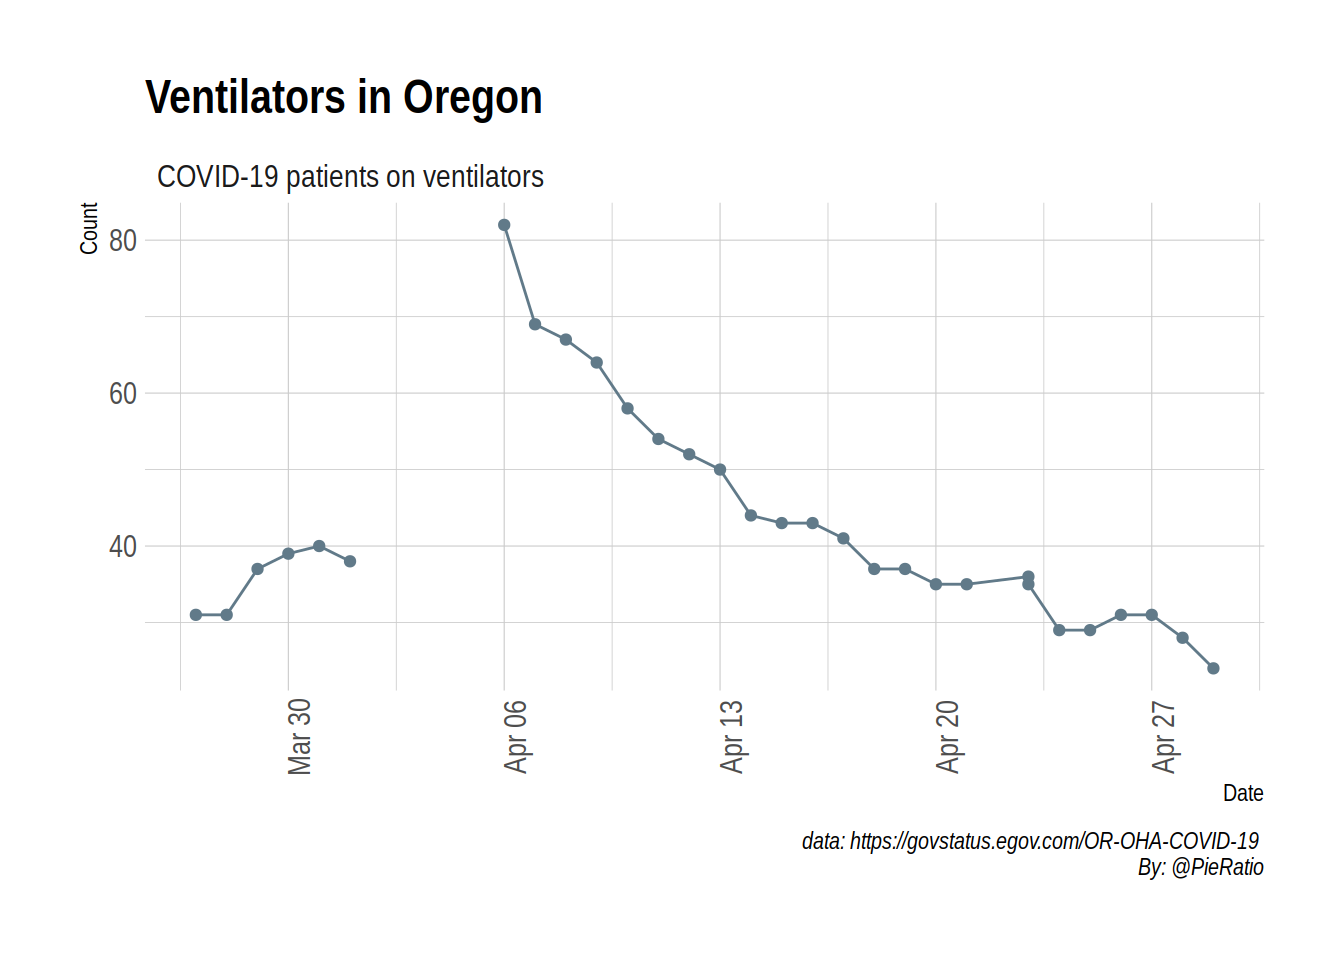 Ventilators in Oregon
COVID-19 patients on ventilators
Count
80
60
40
Mar 30
Apr 06
Apr 13
Apr 20
Apr 27
Date
data: https://govstatus.egov.com/OR-OHA-COVID-19
By: @PieRatio